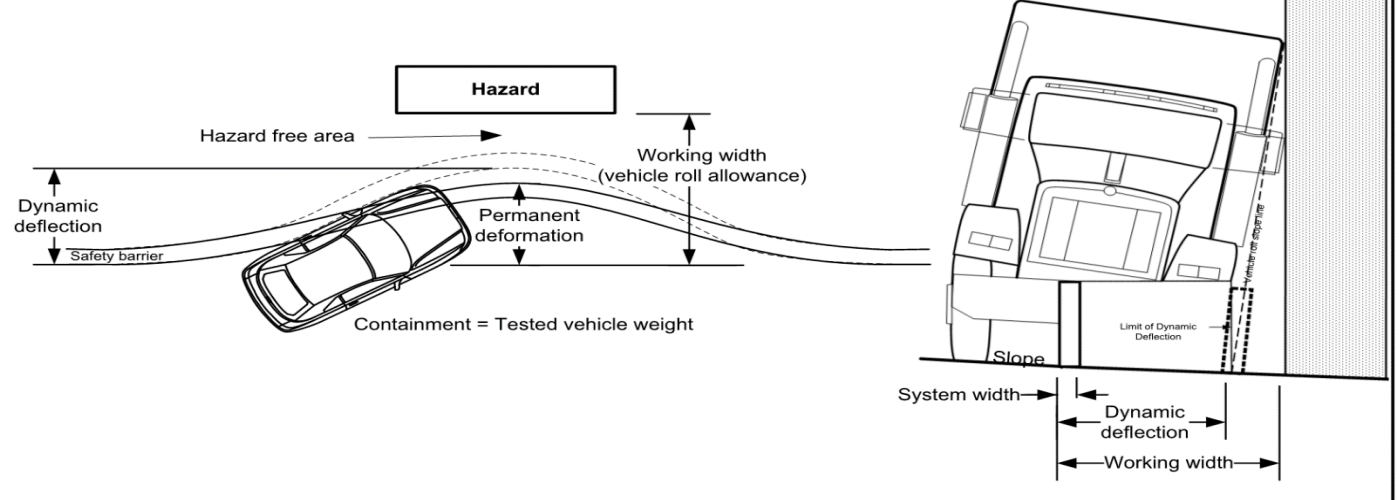 Hazard
Hazard free area
Working width
(vehicle roll allowance)
Dynamic
deflection
Permanent
deformation
Safety barrier
Containment = Tested vehicle weight
Vehicle roll slope line
Limit of Dynamic
Deflection
Slope
System width
Dynamic
deflection
Working width